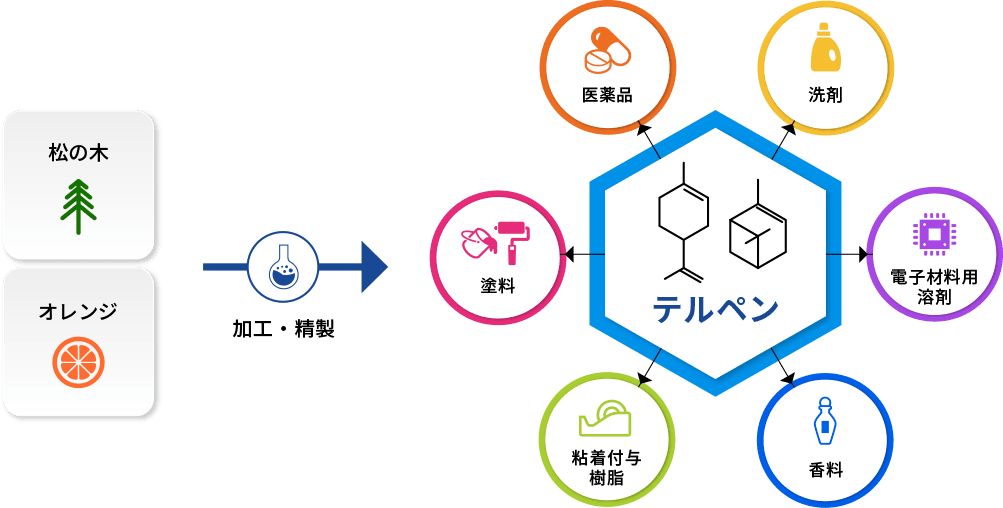 松の木
オレンジ
加工・精製
テルペン
医薬品
洗剤
塗料
電子材料用
溶剤
粘着付与
樹脂
香料